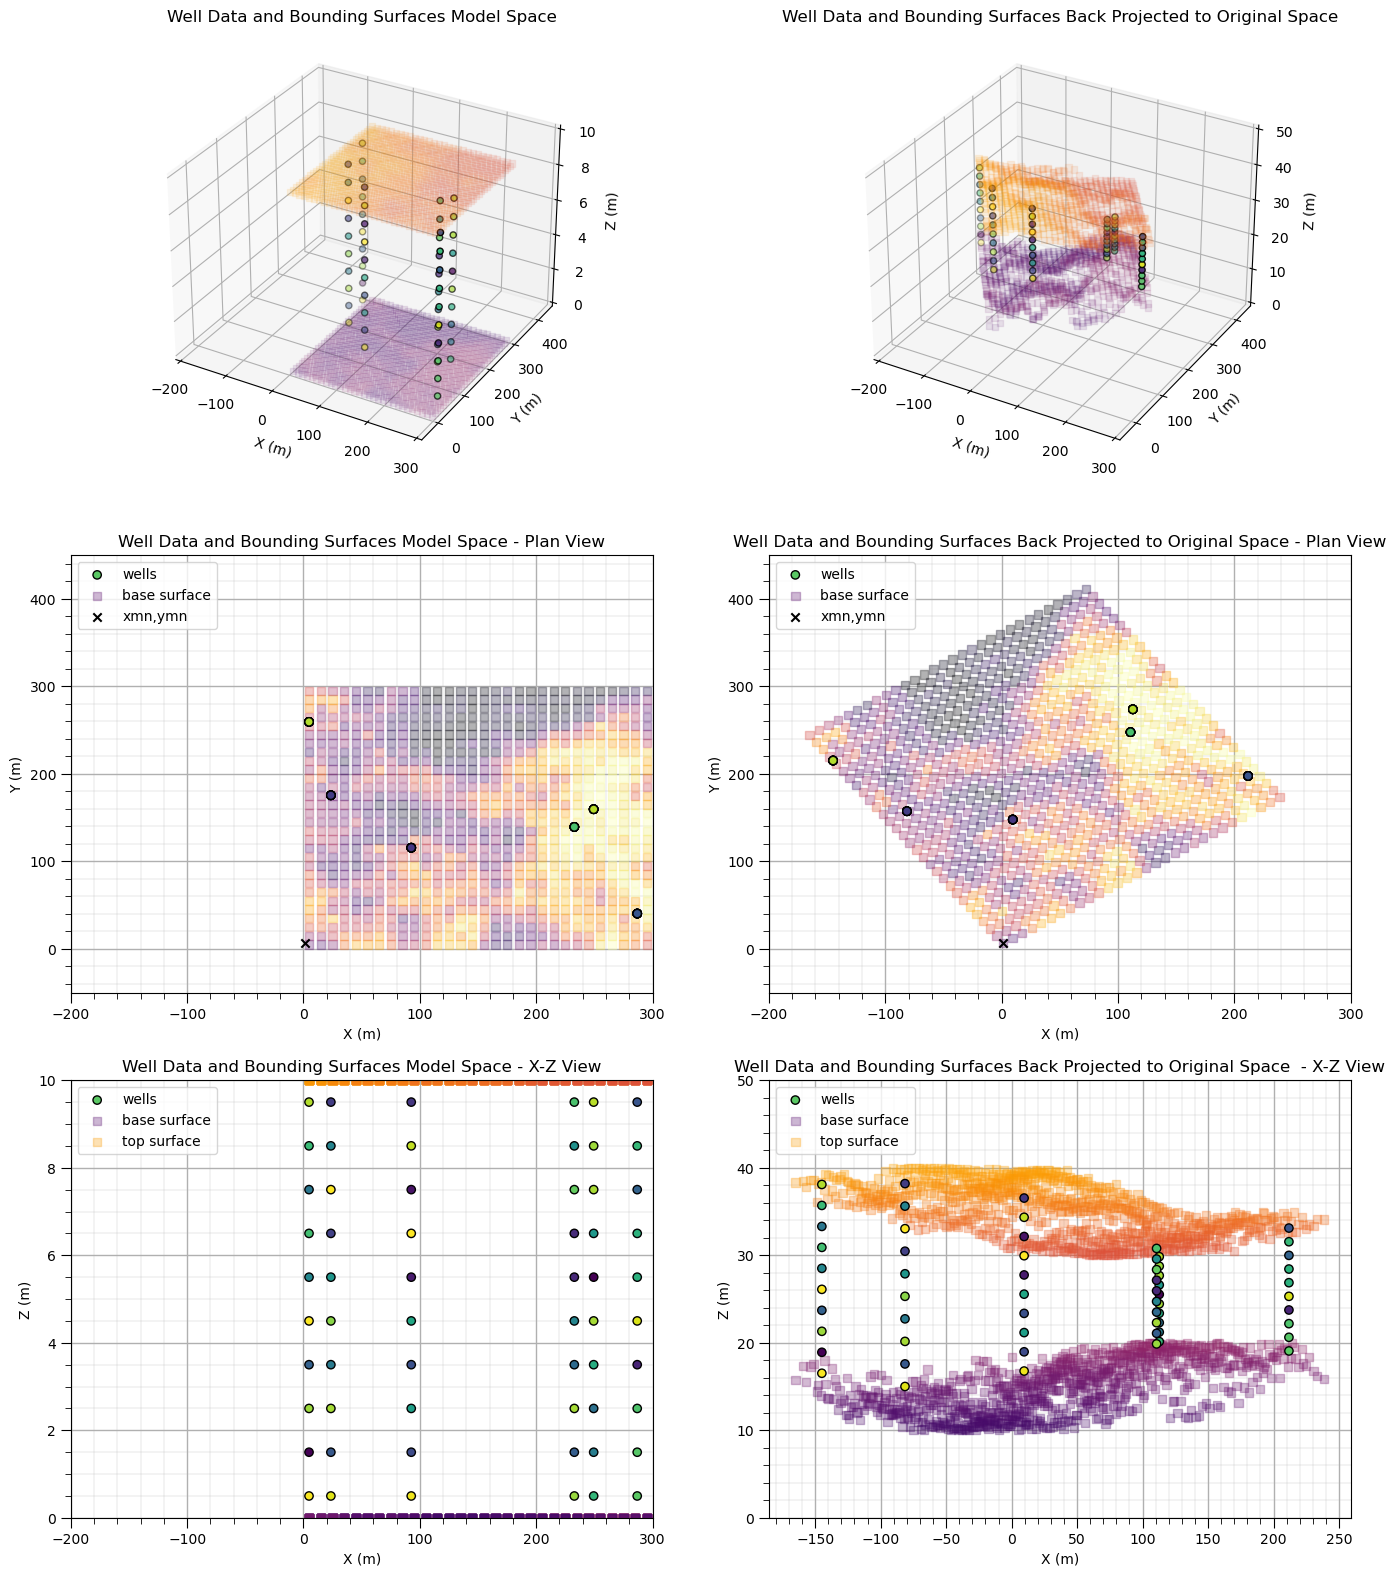 Well Data and Bounding Surfaces Model Space
10
8
6
4
2
0
Z (m)
−200
−100
0
100
200
300
X (m)
0
100
200
300
400
Y (m)
Well Data and Bounding Surfaces Back Projected to Original Space
50
40
30
20
10
0
Z (m)
−200
−100
0
100
200
300
X (m)
0
100
200
300
400
Y (m)
Well Data and Bounding Surfaces Model Space - Plan View
wells
base surface
xmn,ymn
400
300
200
100
0
Y (m)
−200 −100 0 100 200 300
X (m)
Well Data and Bounding Surfaces Back Projected to Original Space - Plan View
wells
base surface
xmn,ymn
400
300
200
100
0
Y (m)
−200 −100 0 100 200 300
X (m)
Well Data and Bounding Surfaces Model Space - X-Z View
wells
base surface
top surface
10
8
6
4
2
0
Z (m)
−200 −100 0 100 200 300
X (m)
Well Data and Bounding Surfaces Back Projected to Original Space  - X-Z View
wells
base surface
top surface
50
40
30
20
10
0
Z (m)
−150 −100 −50 0 50 100 150 200 250
X (m)